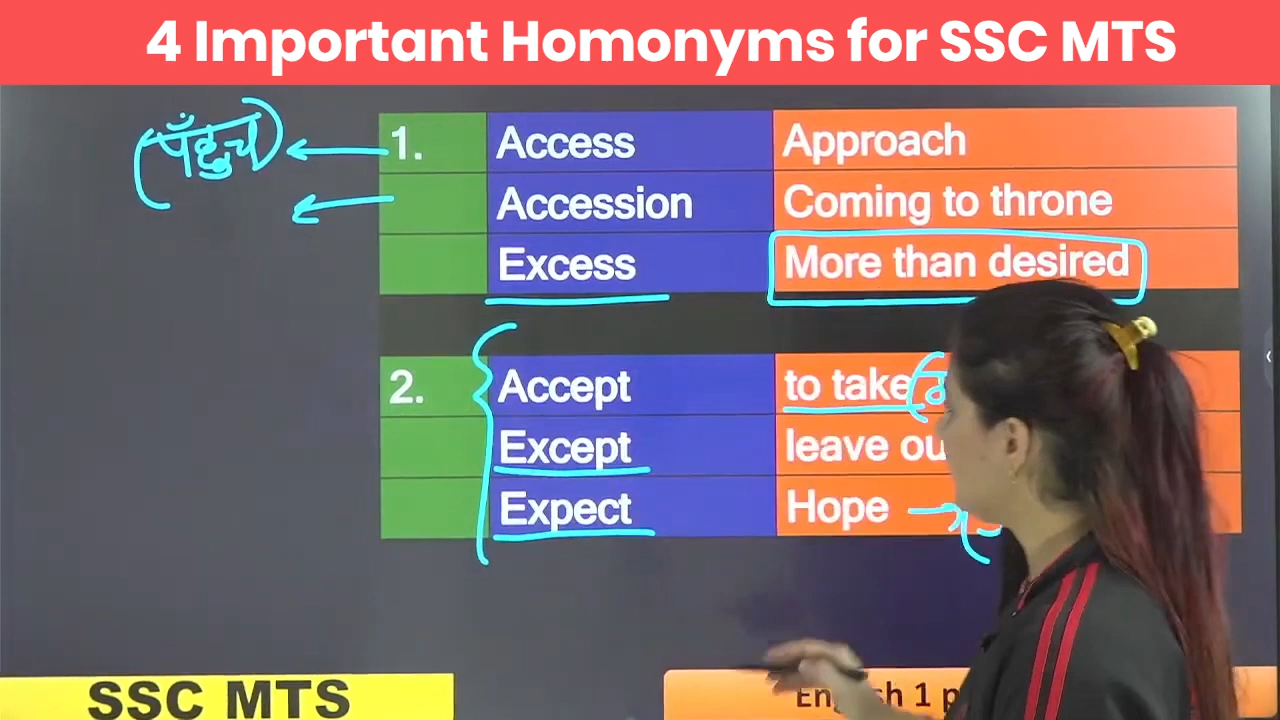 4 Important Homonyms for SSC MTS
(पँहुच) 1. Access Approach
Accession Coming to throne
Excess More than desired
2. Accept to take
Except leave ou
Expect Hope
SSC MTS
English 1 p